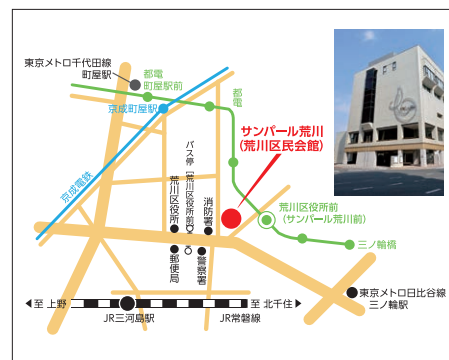 東京メトロ千代田線
町屋駅
都電
町屋駅前
京成町屋駅
都電
京成電鉄
サンパール荒川
(荒川区民会館)
バス停 [荒川区役所前]
荒川区役所
消防署
荒川区役所前
(サンパール荒川前)
三ノ輪橋
郵便局
警察署
東京メトロ日比谷線
三ノ輪駅
至 上野
至 北千住
JR三河島駅
JR常磐線